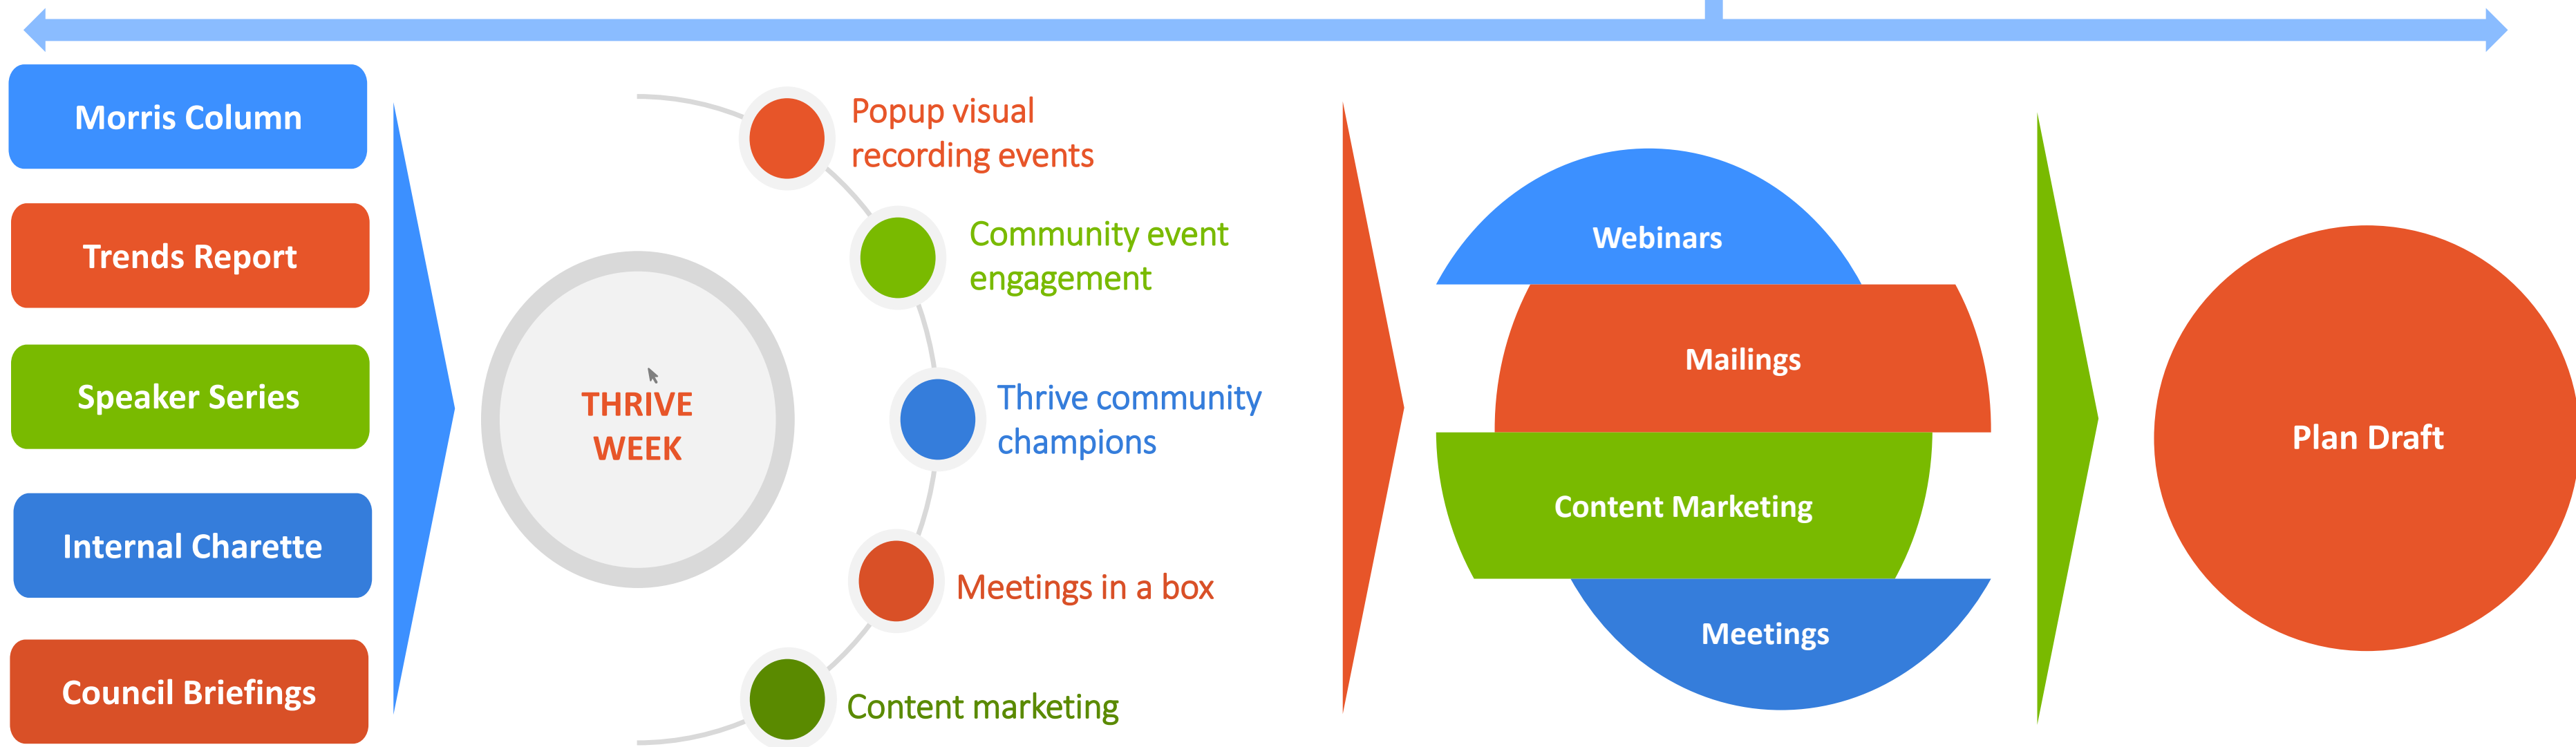 Morris Column
Trends Report
Speaker Series
Internal Charette
Council Briefings
THRIVE
WEEK
Popup visual
recording events
Community event
engagement
Thrive community
champions
Meetings in a box
Content marketing
Webinars
Mailings
Content Marketing
Meetings
Plan Draft